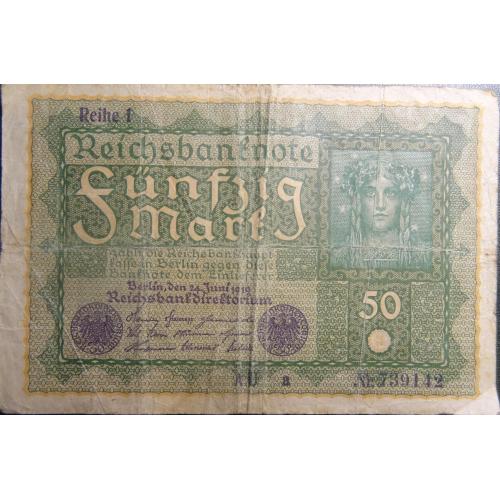 Reihe 1
Reichsbanknote
Fünfzig
Mark
zahlt die Reichsbankhaupt
kasse in Berlin gegen diese
Banknote dem Einlieferer
Berlin, den 24. Juni 1919
Reichsbankdirektorium
50
a № 739142